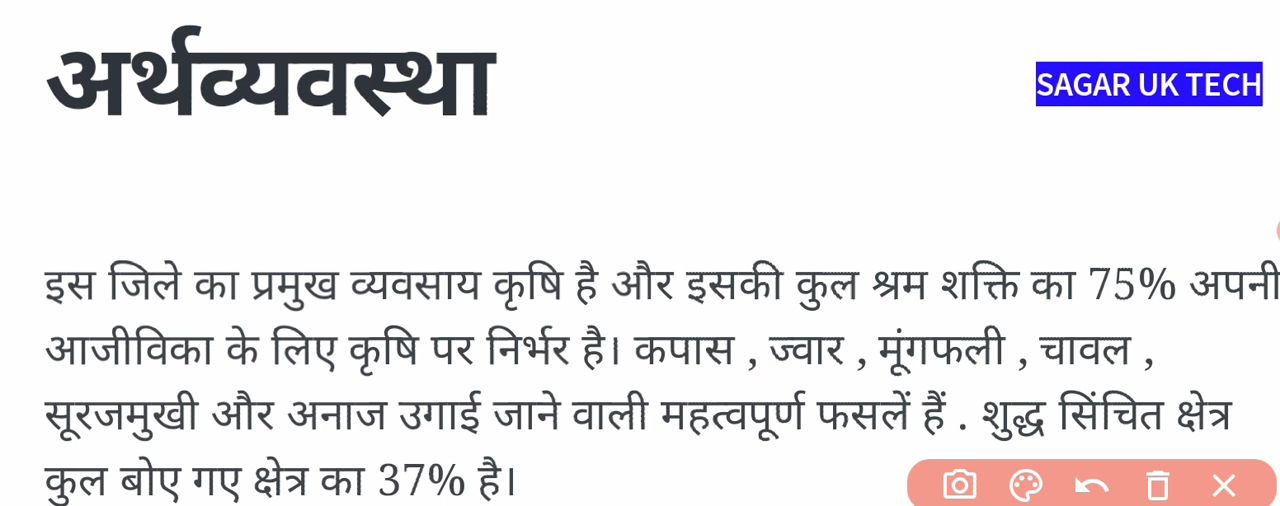 अर्थव्यवस्था
SAGAR UK TECH
इस जिले का प्रमुख व्यवसाय कृषि है और इसकी कुल श्रम शक्ति का 75% अपनी
आजीविका के लिए कृषि पर निर्भर है। कपास , ज्वार , मूंगफली , चावल ,
सूरजमुखी और अनाज उगाई जाने वाली महत्वपूर्ण फसलें हैं . शुद्ध सिंचित क्षेत्र
कुल बोए गए क्षेत्र का 37% है।